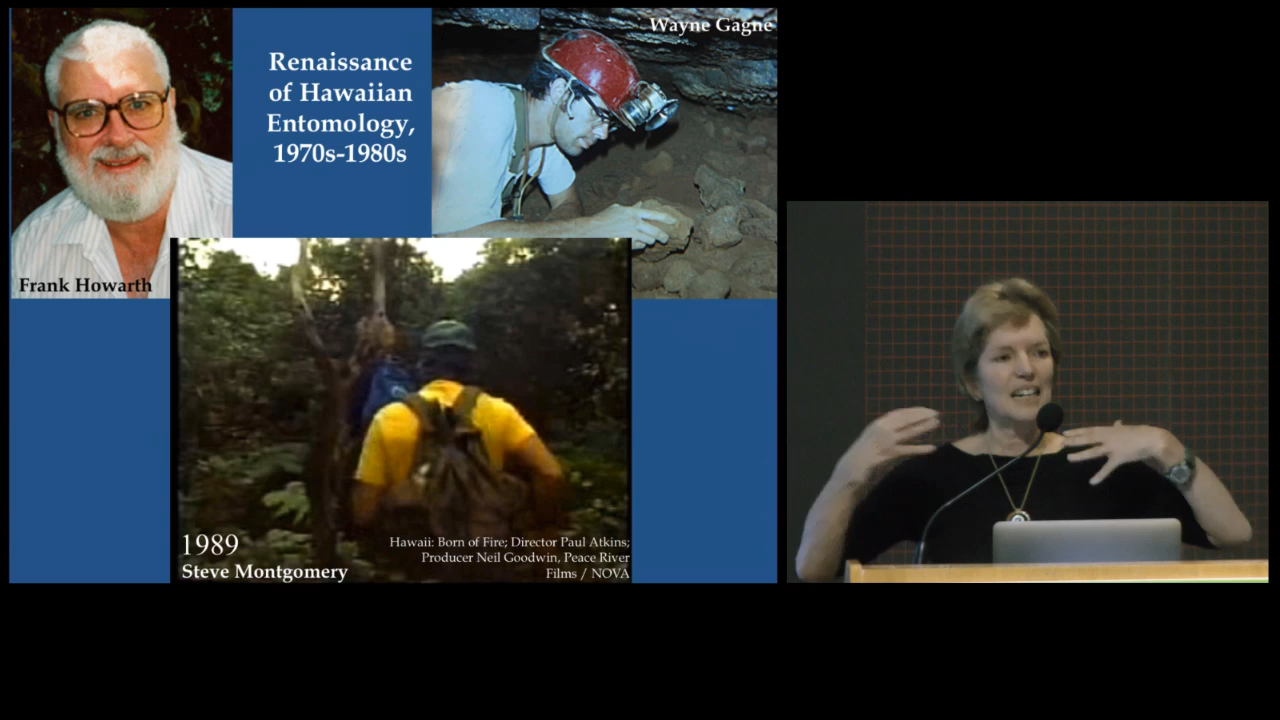 Wayne Gagne
Renaissance
of Hawaiian
Entomology,
1970s-1980s
Frank Howarth
1989
Steve Montgomery
Hawaii: Born of Fire; Director Paul Atkins;
Producer Neil Goodwin, Peace River
Films / NOVA